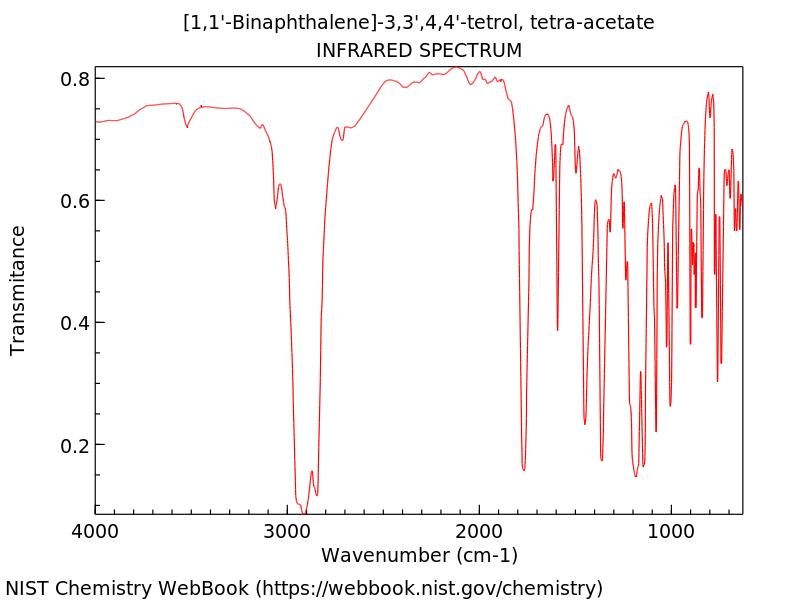 [1,1'-Binaphthalene]-3,3',4,4'-tetrol, tetra-acetate
INFRARED SPECTRUM
0.8
0.6
0.4
0.2
Transmitance
4000 3000 2000 1000
Wavenumber (cm-1)
NIST Chemistry WebBook (https://webbook.nist.gov/chemistry)